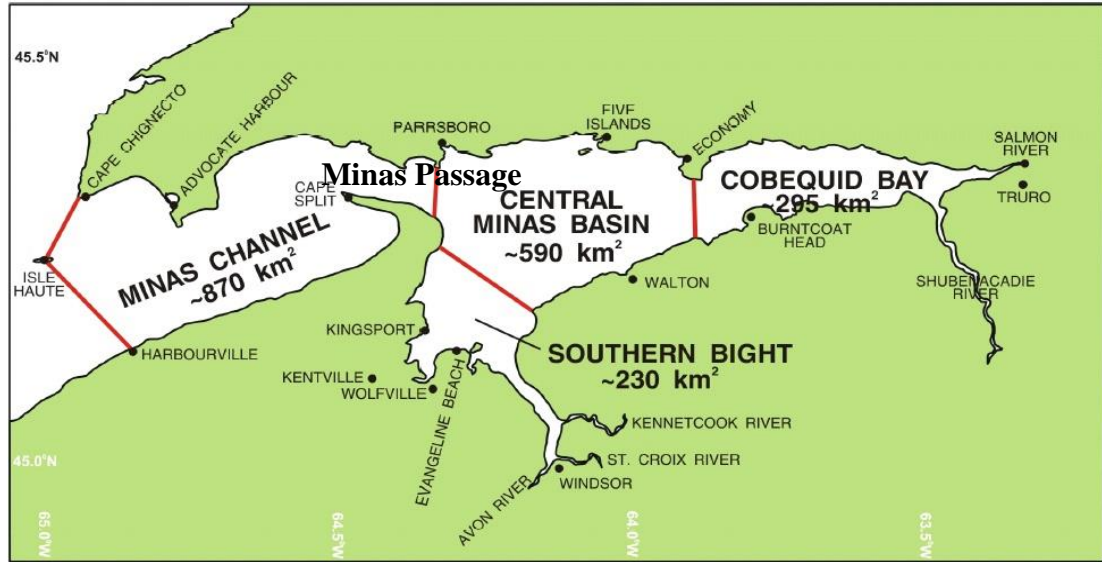 45.5°N
CAPE CHIGNECTO
ADVOCATE HARBOUR
PARRSBORO
FIVE
ISLANDS
ECONOMY
SALMON
RIVER
TRURO
Minas Passage
CAPE
SPLIT
CENTRAL
MINAS BASIN
~590 km²
COBEQUID BAY
~295 km²
BURNTCOAT
HEAD
MINAS CHANNEL
~870 km²
ISLE
HAUTE
WALTON
SHUBENACADIE
RIVER
HARBOURVILLE
KINGSPORT
SOUTHERN BIGHT
~230 km²
KENTVILLE
WOLFVILLE
EVANGELINE BEACH
KENNETCOOK RIVER
45.0°N
ST. CROIX RIVER
WINDSOR
AVON RIVER
65.0°W
64.5°W
64.0°W
63.5°W